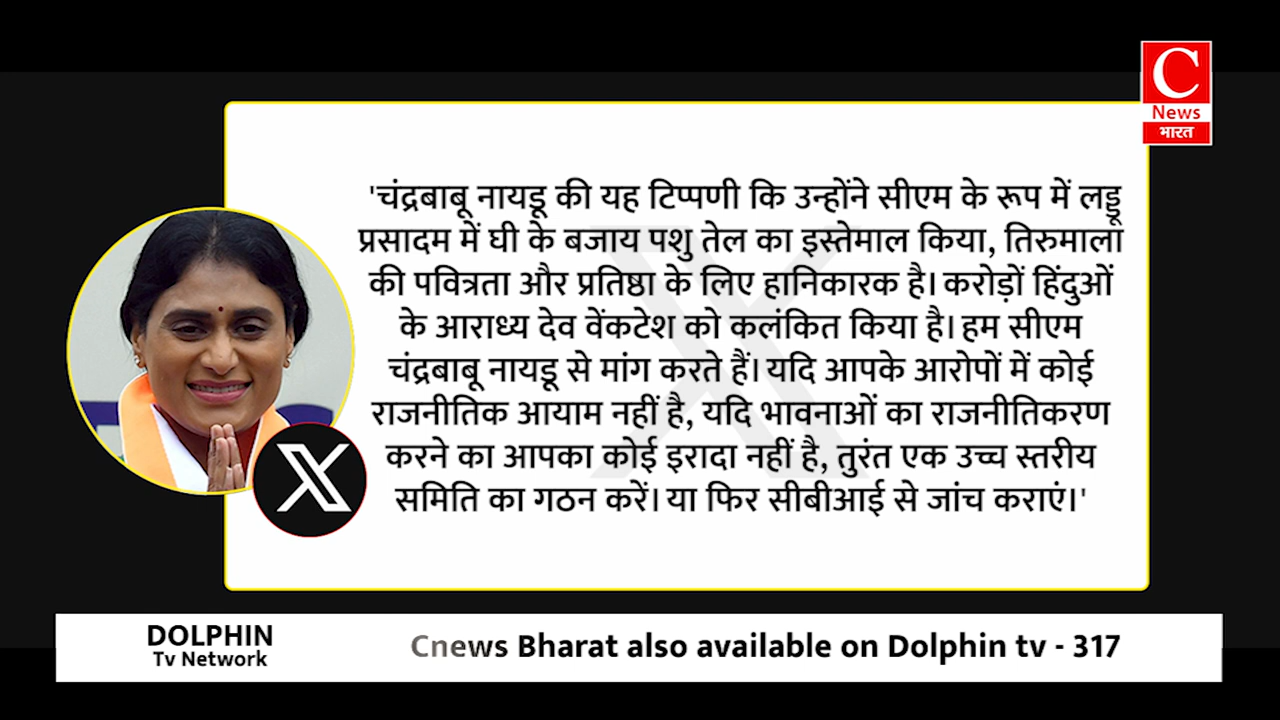 C
News
भारत
'चंद्रबाबू नायडू की यह टिप्पणी कि उन्होंने सीएम के रूप में लड्डू
प्रसादम में घी के बजाय पशु तेल का इस्तेमाल किया, तिरुमाला
की पवित्रता और प्रतिष्ठा के लिए हानिकारक है। करोड़ों हिंदुओं
के आराध्य देव वेंकटेश को कलंकित किया है। हम सीएम
चंद्रबाबू नायडू से मांग करते हैं। यदि आपके आरोपों में कोई
राजनीतिक आयाम नहीं है, यदि भावनाओं का राजनीतिकरण
करने का आपका कोई इरादा नहीं है, तुरंत एक उच्च स्तरीय
समिति का गठन करें। या फिर सीबीआई से जांच कराएं।'
DOLPHIN
Tv Network
Cnews Bharat also available on Dolphin tv - 317